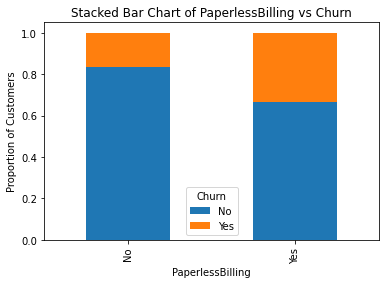 Stacked Bar Chart of PaperlessBilling vs Churn
Proportion of Customers
1.0
0.8
0.6
0.4
0.2
0.0
Churn
No
Yes
No
Yes
PaperlessBilling